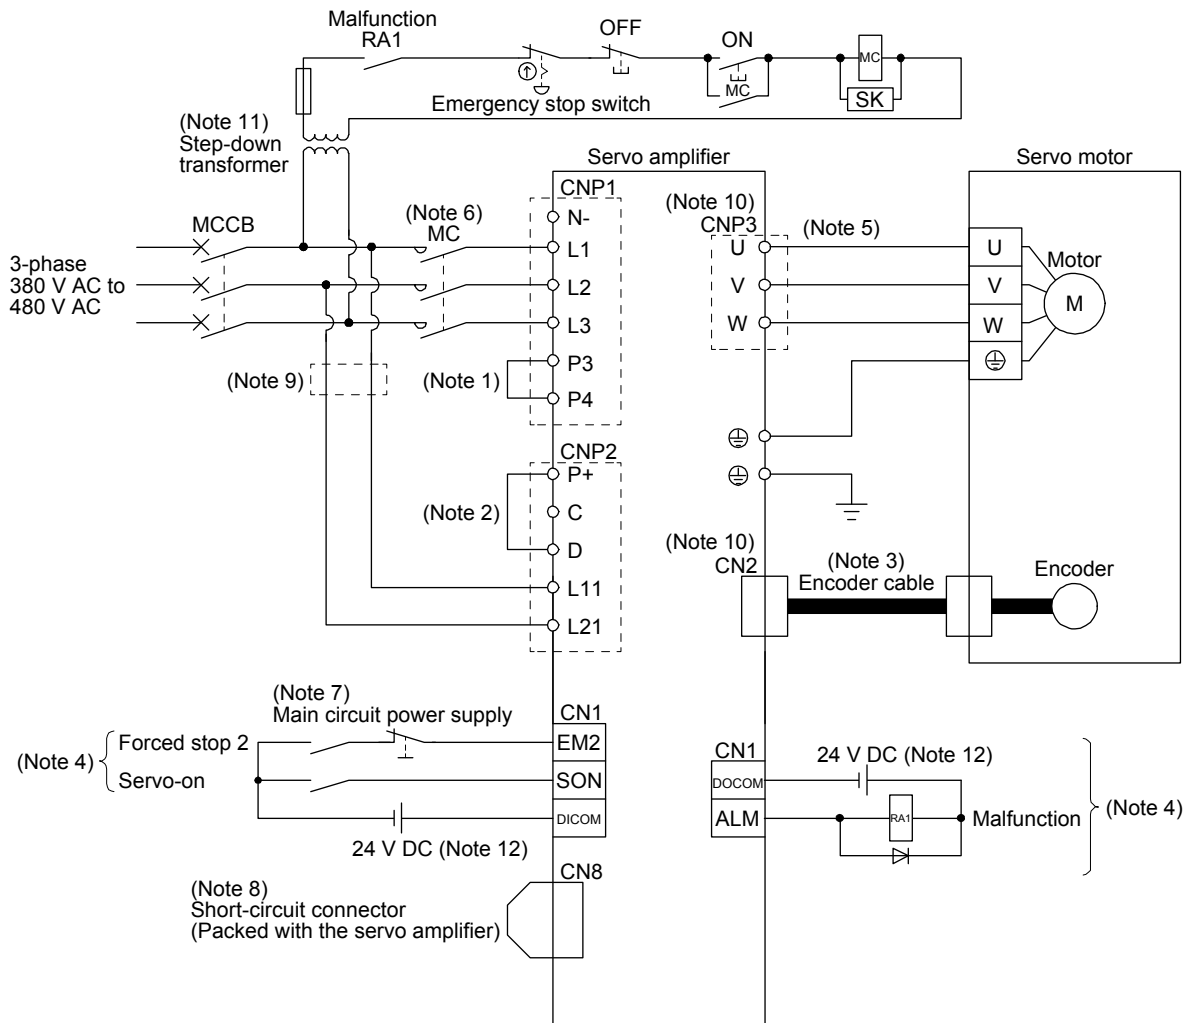 Malfunction
RA1
OFF
ON
MC
MC
SK
Emergency stop switch
(Note 11)
Step-down
transformer
Servo amplifier
Servo motor
CNP1
(Note 10)
CNP3
MCCB
(Note 6)
MC
N-
L1
L2
L3
P3
P4
U
V
W
(Note 5)
U
V
W
Motor
M
3-phase
380 V AC to
480 V AC
(Note 9)
(Note 1)
CNP2
P+
C
D
L11
L21
(Note 2)
(Note 10)
CN2
(Note 3)
Encoder cable
Encoder
(Note 7)
Main circuit power supply
CN1
(Note 4)
Forced stop 2
EM2
Servo-on
SON
DICOM
24 V DC (Note 12)
CN1
24 V DC (Note 12)
DOCOM
ALM
RA1
Malfunction
(Note 4)
CN8
(Note 8)
Short-circuit connector
(Packed with the servo amplifier)